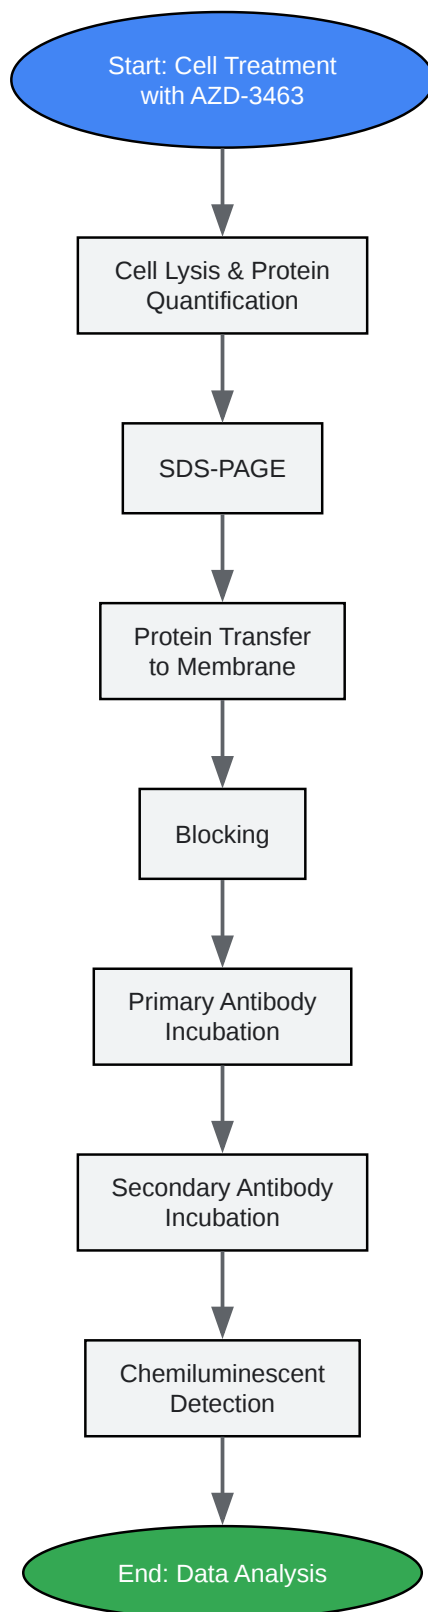 Start: Cell Treatment
with AZD-3463
Cell Lysis & Protein
Quantification
SDS-PAGE
Protein Transfer
to Membrane
Blocking
Primary Antibody
Incubation
Secondary Antibody
Incubation
Chemiluminescent
Detection
End: Data Analysis